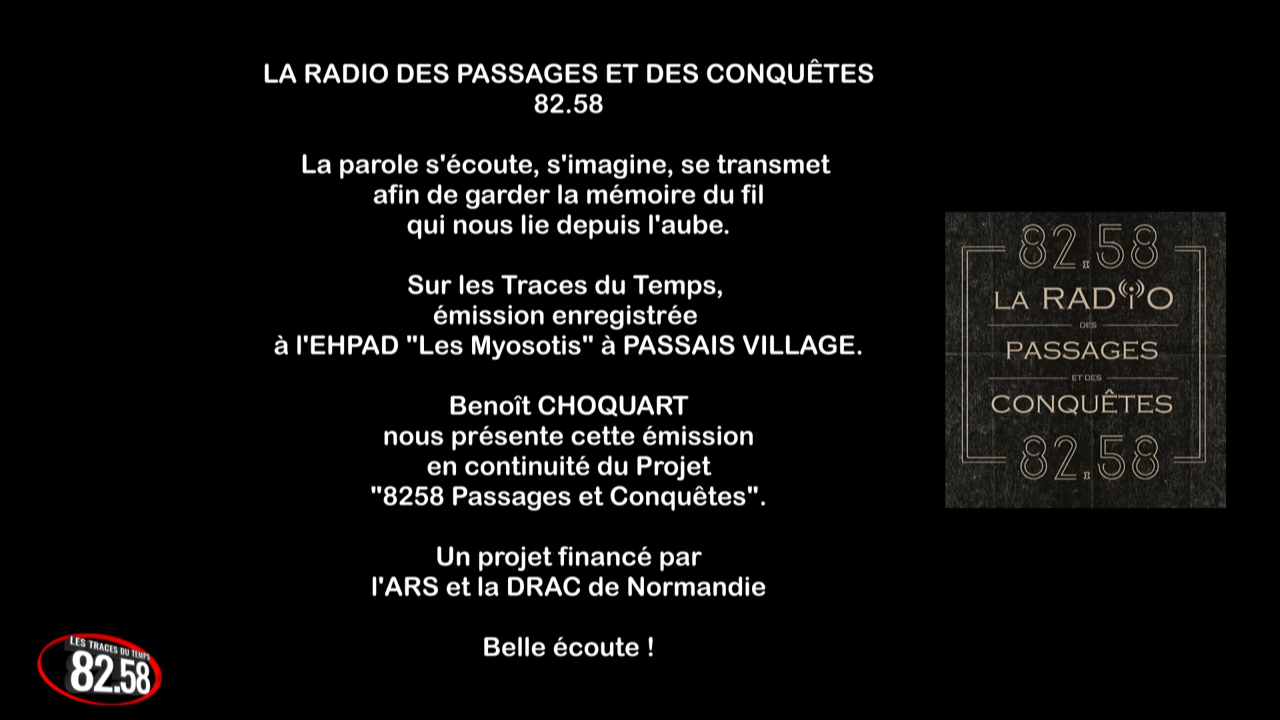 LA RADIO DES PASSAGES ET DES CONQUÊTES
82.58
La parole s'écoute, s'imagine, se transmet
afin de garder la mémoire du fil
qui nous lie depuis l'aube.
Sur les Traces du Temps,
émission enregistrée
à l'EHPAD "Les Myosotis" à PASSAIS VILLAGE.
Benoît CHOQUART
nous présente cette émission
en continuité du Projet
"8258 Passages et Conquêtes".
Un projet financé par
l'ARS et la DRAC de Normandie
Belle écoute !
82.58
LA RADIO
DES
PASSAGES
ET DES
CONQUÊTES
82.58
LES TRACES DU TEMPS
82.58